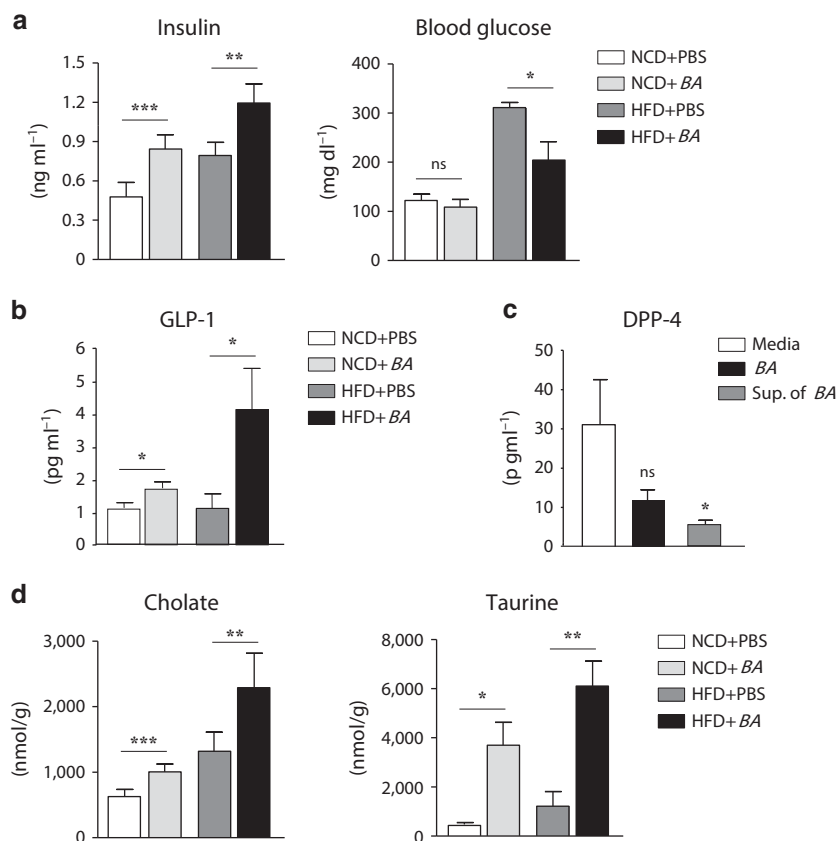 a
Insulin
Blood glucose
1.5
1.2
0.9
0.6
0.3
0
(ng ml⁻¹)
***
**
400
300
200
100
0
(mg dl⁻¹)
ns
*
NCD+PBS
NCD+BA
HFD+PBS
HFD+BA
b
GLP-1
6
5
4
3
2
1
0
(pg ml⁻¹)
*
*
NCD+PBS
NCD+BA
HFD+PBS
HFD+BA
c
DPP-4
50
40
30
20
10
0
(p gml⁻¹)
ns
*
Media
BA
Sup. of BA
d
Cholate
Taurine
3,000
2,000
1,000
0
(nmol/g)
***
**
8,000
6,000
4,000
2,000
0
(nmol/g)
*
**
NCD+PBS
NCD+BA
HFD+PBS
HFD+BA